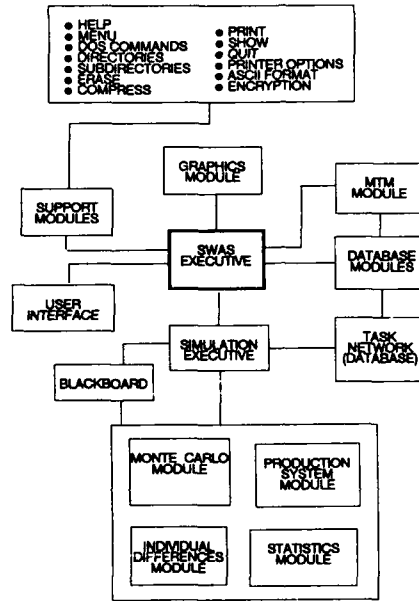 ● HELP
● MENU
● DOS COMMANDS
● DIRECTORIES
● SUBDIRECTORIES
● ERASE
● COMPRESS
● PRINT
● SHOW
● QUIT
● PRINTER OPTIONS
● ASCII FORMAT
● ENCRYPTION
GRAPHICS
MODULE
MTM
MODULE
SUPPORT
MODULES
SWAS
EXECUTIVE
DATABASE
MODULES
USER
INTERFACE
SIMULATION
EXECUTIVE
TASK
NETWORK
(DATABASE)
BLACKBOARD
MONTE CARLO
MODULE
PRODUCTION
SYSTEM
MODULE
INDIVIDUAL
DIFFERENCES
MODULE
STATISTICS
MODULE